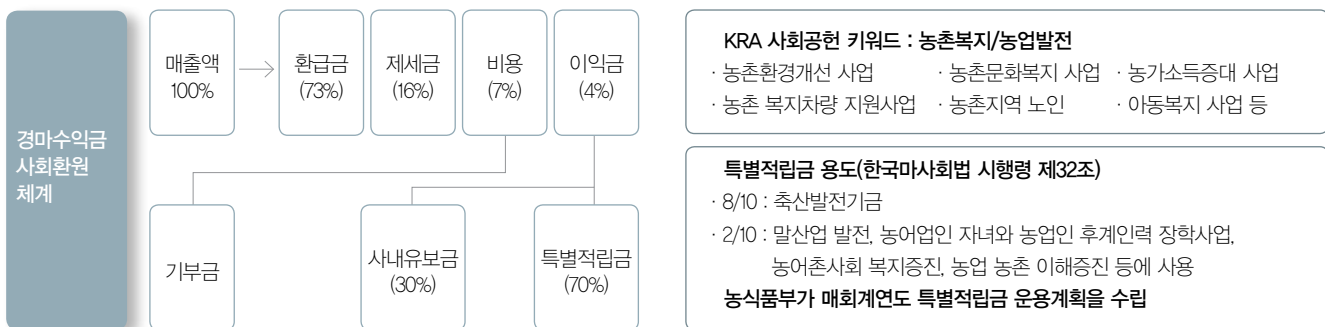 경마수익금
사회환원
체계
매출액
100%
환급금
(73%)
제세금
(16%)
비용
(7%)
이익금
(4%)
기부금
사내유보금
(30%)
특별적립금
(70%)
KRA 사회공헌 키워드 : 농촌복지/농업발전
· 농촌환경개선 사업 · 농촌문화복지 사업 · 농가소득증대 사업
· 농촌 복지차량 지원사업 · 농촌지역 노인 · 아동복지 사업 등
특별적립금 용도(한국마사회법 시행령 제32조)
· 8/10 : 축산발전기금
· 2/10 : 말산업 발전, 농어업인 자녀와 농업인 후계인력 장학사업,
농어촌사회 복지증진, 농업 농촌 이해증진 등에 사용
농식품부가 매회계연도 특별적립금 운용계획을 수립